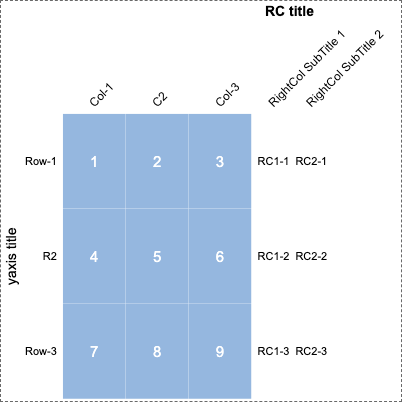 RC title
RightCol SubTitle 1
RightCol SubTitle 2
Col-1 C2 Col-3
Row-1 1 2 3 RC1-1 RC2-1
yaxis title
R2 4 5 6 RC1-2 RC2-2
Row-3 7 8 9 RC1-3 RC2-3